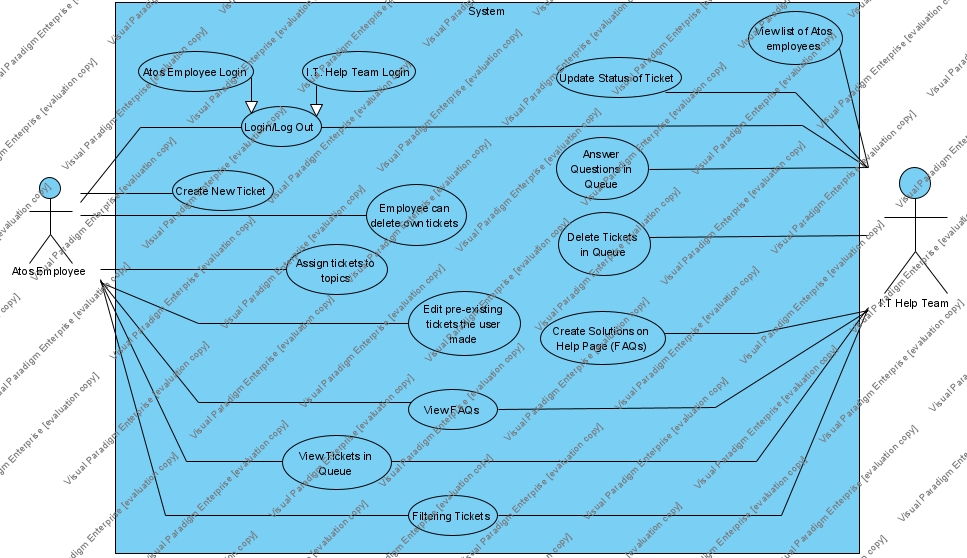 System
View list of Atos
employees
Atos Employee Login
I.T. Help Team Login
Update Status of Ticket
Login/Log Out
Answer
Questions in
Queue
Create New Ticket
Employee can
delete own tickets
Delete Tickets
in Queue
Atos Employee
Assign tickets to
topics
I.T Help Team
Edit pre-existing
tickets the user
made
Create Solutions on
Help Page (FAQs)
View FAQs
View Tickets in
Queue
Filtering Tickets
Visual Paradigm Enterprise [evaluation copy]